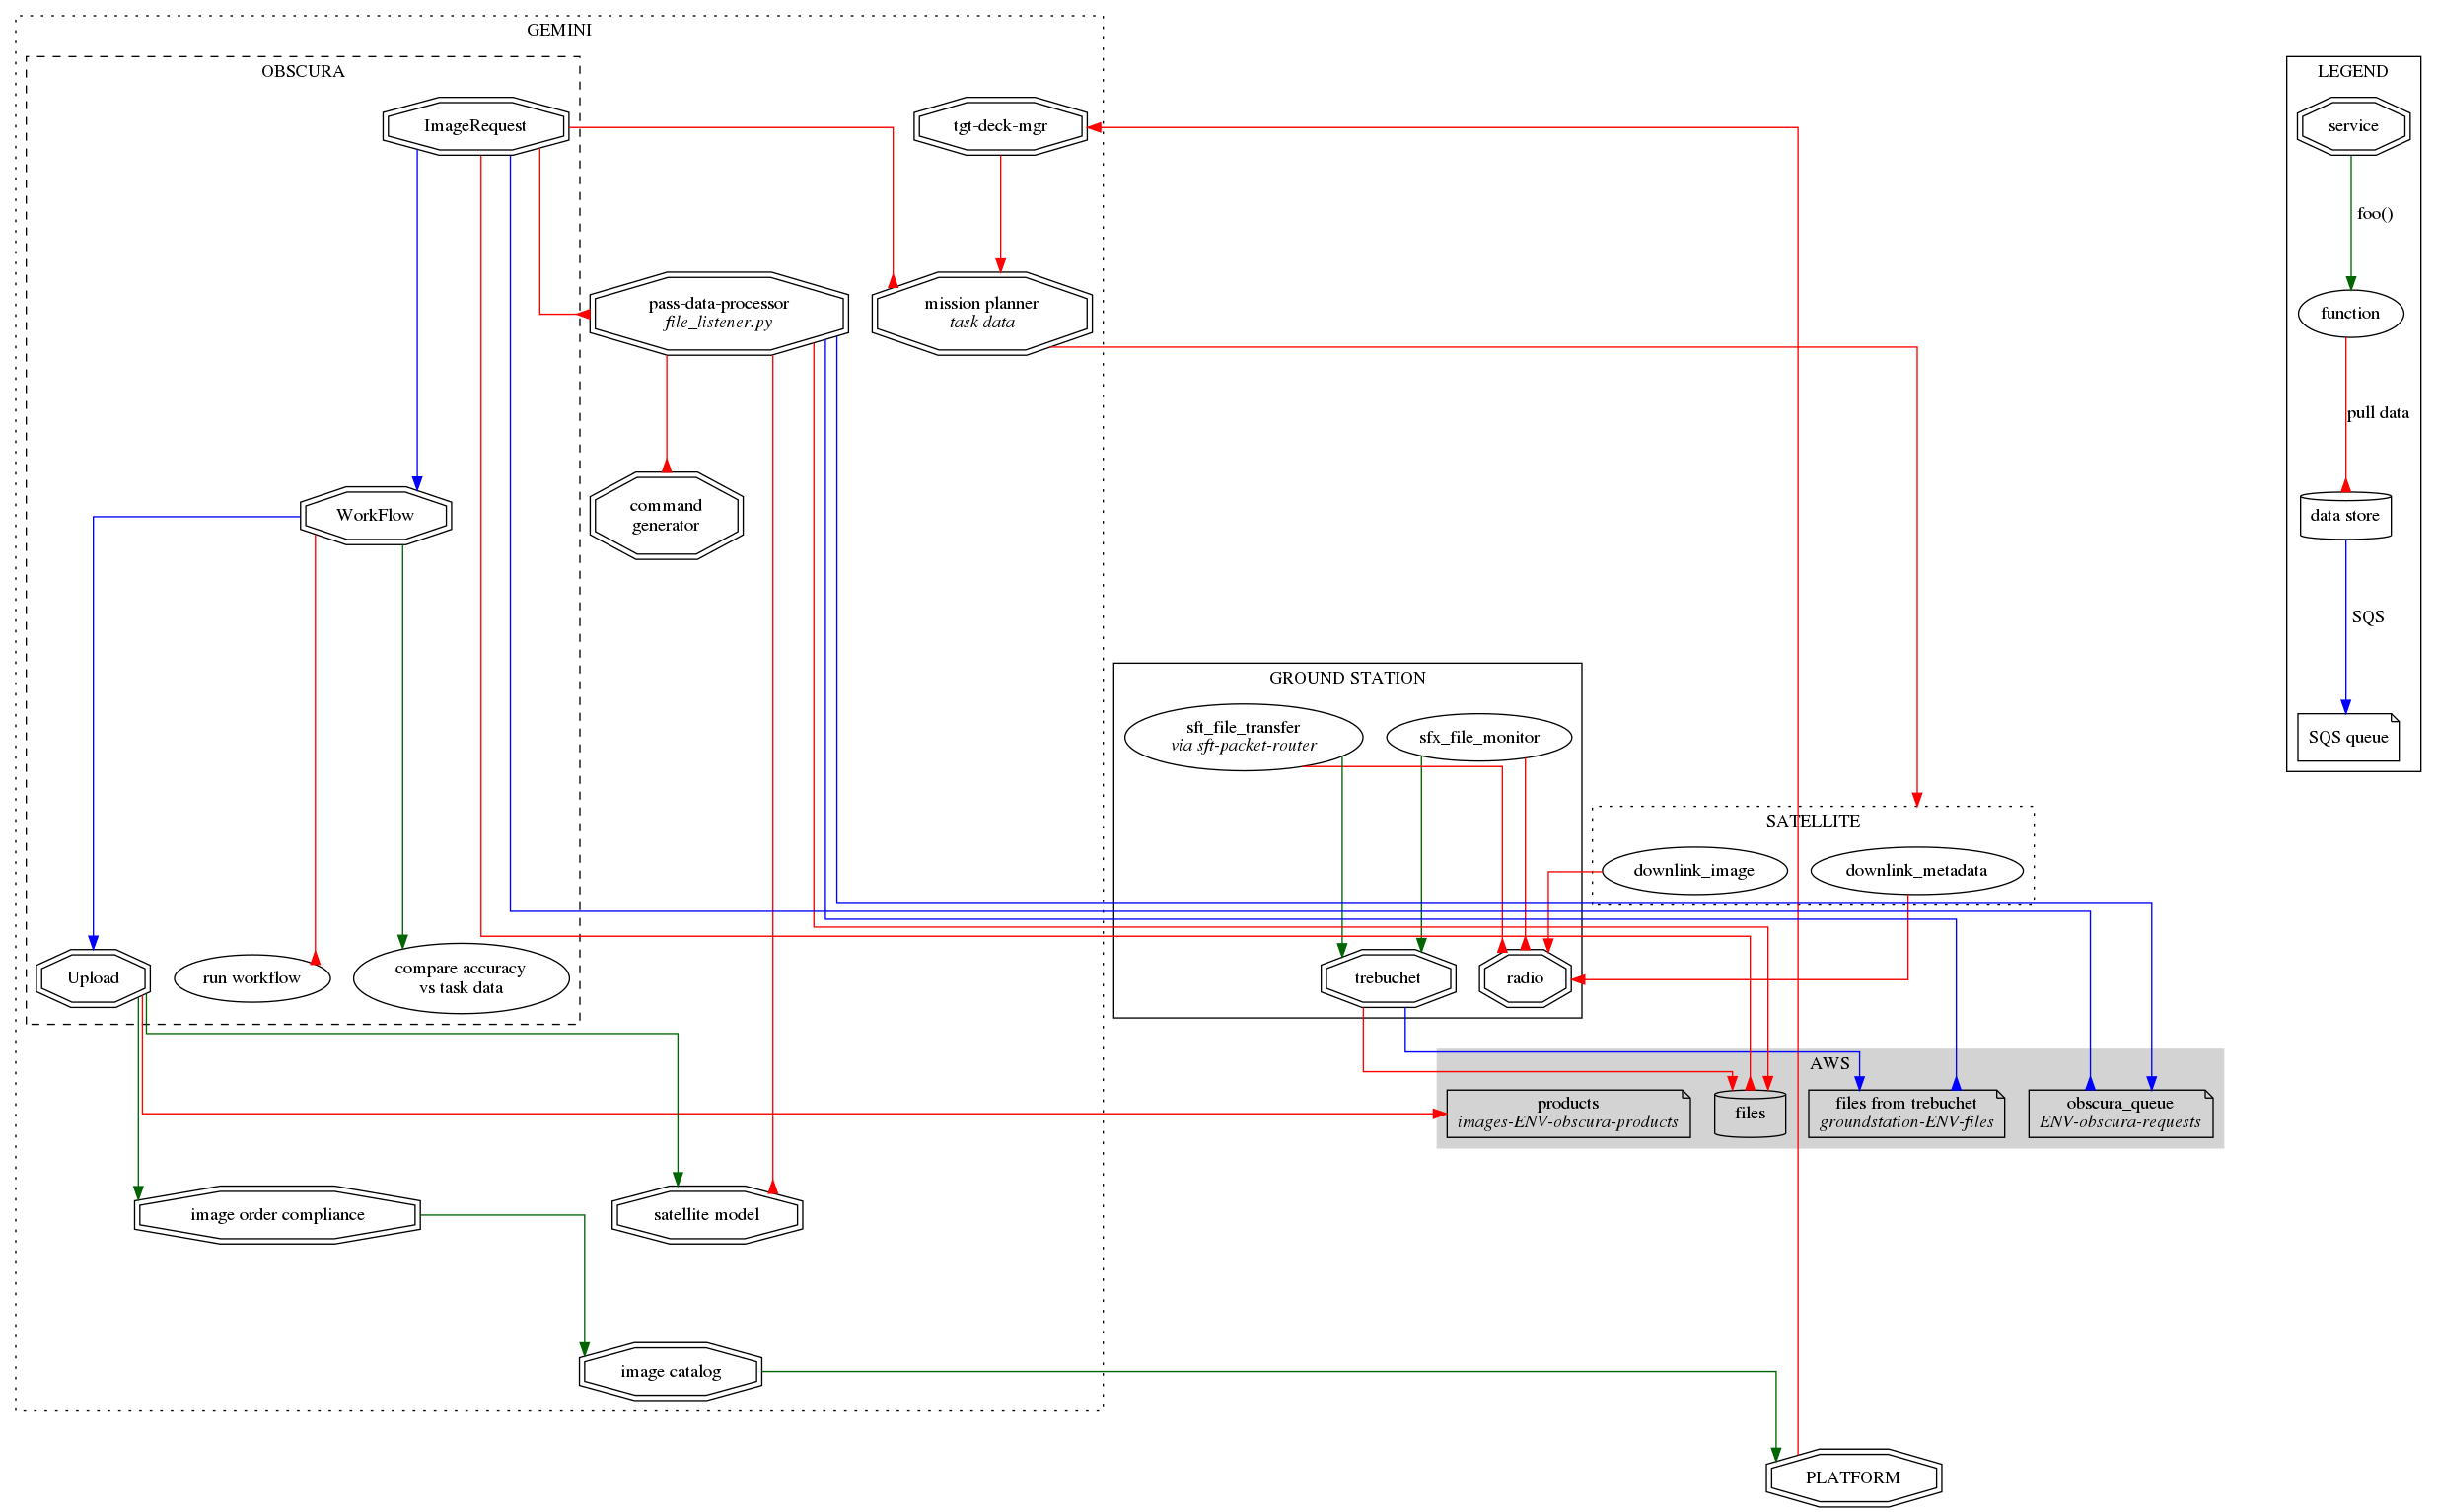 GEMINI
OBSCURA
LEGEND
ImageRequest
tgt-deck-mgr
service
foo()
pass-data-processor
file_listener.py
mission planner
task data
function
pull data
WorkFlow
command
generator
data store
SQS
GROUND STATION
sft_file_transfer
via sft-packet-router
sfx_file_monitor
SQS queue
SATELLITE
downlink_image
downlink_metadata
Upload
run workflow
compare accuracy
vs task data
trebuchet
radio
AWS
products
images-ENV-obscura-products
files
files from trebuchet
groundstation-ENV-files
obscura_queue
ENV-obscura-requests
image order compliance
satellite model
image catalog
PLATFORM